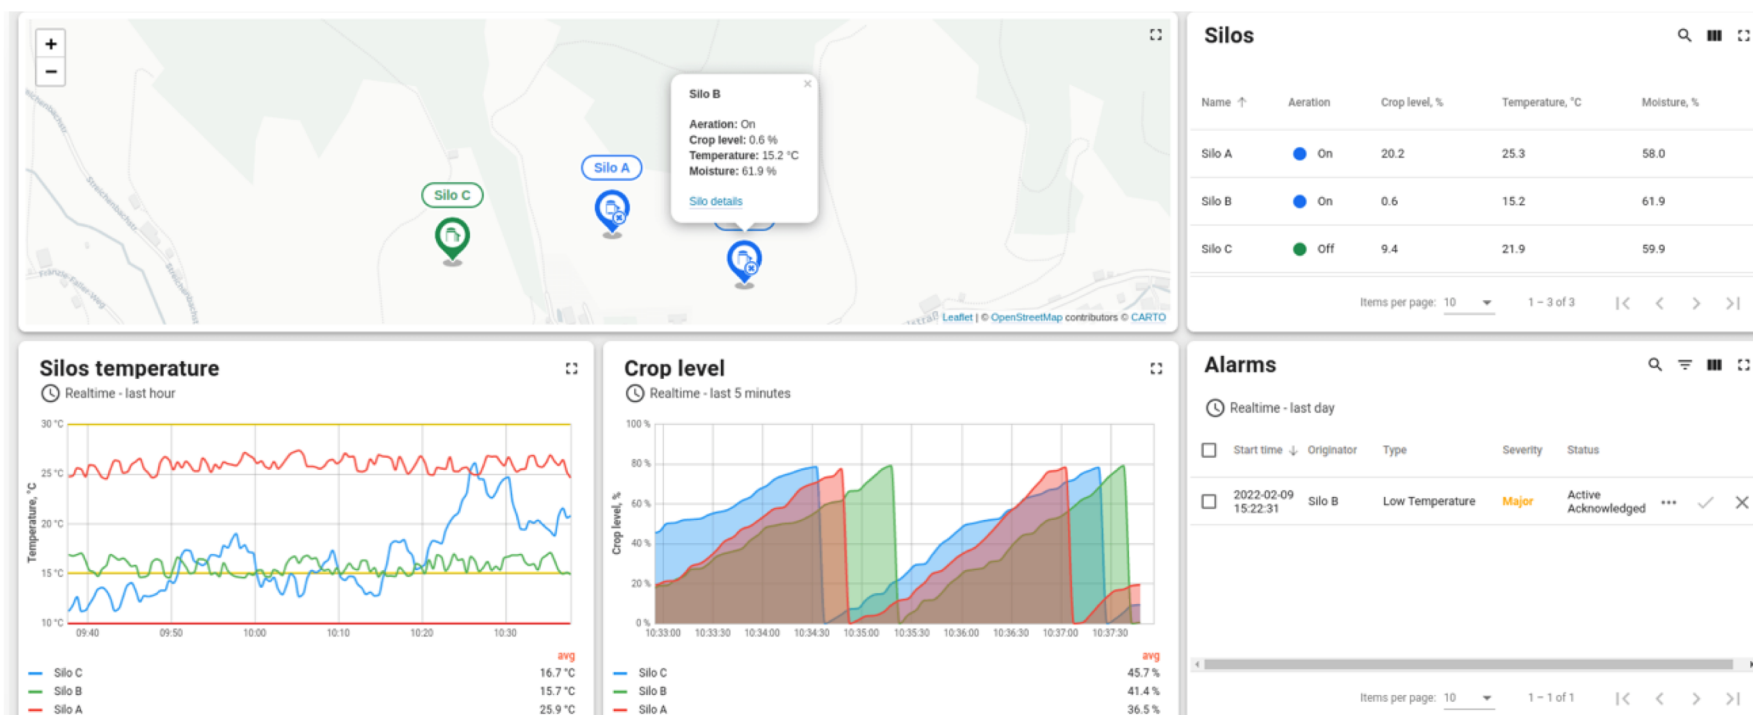 +
−
Streichenbachstr
Streichenbachstr
Streichenbachst
Silo C
Silo A
Silo B
Aeration: On
Crop level: 0.6 %
Temperature: 15.2 °C
Moisture: 61.9 %
Silo details
Leaflet | © OpenStreetMap contributors © CARTO
Silos
Name ↑ Aeration Crop level, % Temperature, °C Moisture, %
Silo A On 20.2 25.3 58.0
Silo B On 0.6 15.2 61.9
Silo C Off 9.4 21.9 59.9
Items per page: 10 1 – 3 of 3
Silos temperature
Realtime - last hour
Temperature, °C
30 °C
25 °C
20 °C
15 °C
10 °C
09:40 09:50 10:00 10:10 10:20 10:30
avg
Silo C 16.7 °C
Silo B 15.7 °C
Silo A 25.9 °C
Crop level
Realtime - last 5 minutes
Crop level, %
100 %
80 %
60 %
40 %
20 %
0 %
10:33:00 10:33:30 10:34:00 10:34:30 10:35:00 10:35:30 10:36:00 10:36:30 10:37:00 10:37:30
avg
Silo C 45.7 %
Silo B 41.4 %
Silo A 36.5 %
Alarms
Realtime - last day
Start time ↓ Originator Type Severity Status
2022-02-09 15:22:31 Silo B Low Temperature Major Active Acknowledged
Items per page: 10 1 – 1 of 1